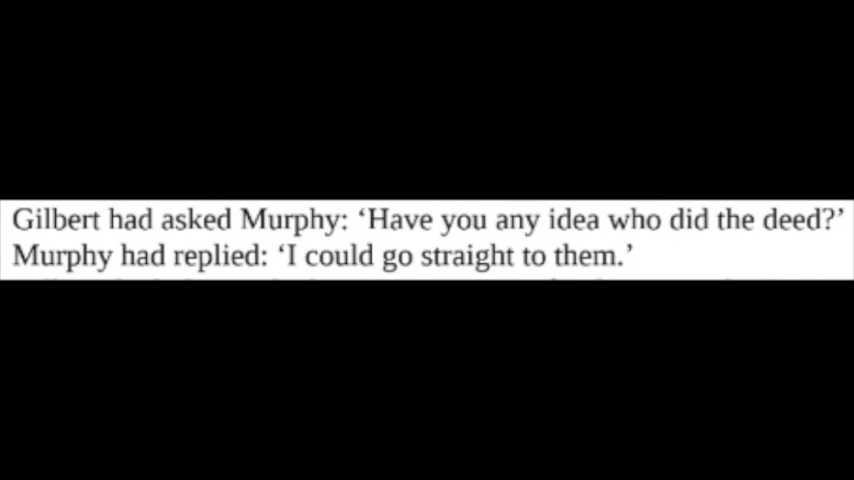 Gilbert had asked Murphy: ‘Have you any idea who did the deed?’
Murphy had replied: ‘I could go straight to them.’